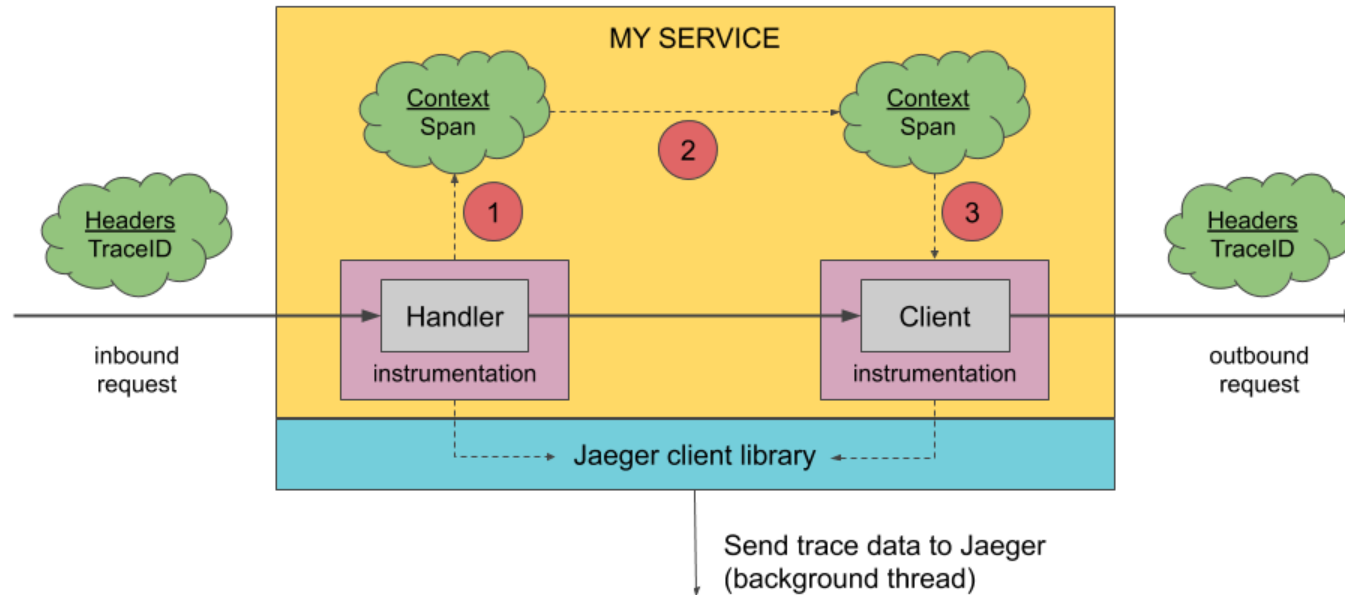 MY SERVICE
Context
Span
Context
Span
2
1
3
Headers
TraceID
Headers
TraceID
Handler
Client
inbound
request
instrumentation
instrumentation
outbound
request
Jaeger client library
Send trace data to Jaeger
(background thread)